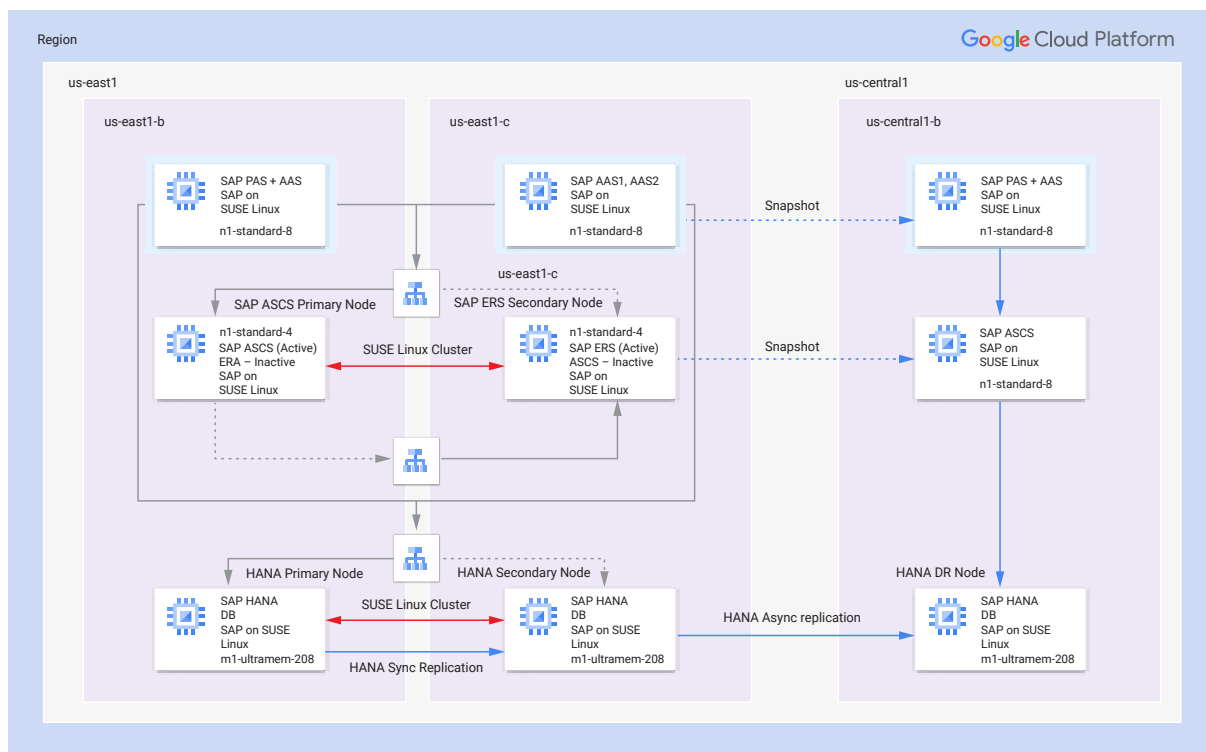 Region
Google Cloud Platform
us-east1
us-central1
us-east1-b
us-east1-c
us-central1-b
SAP PAS + AAS
SAP on
SUSE Linux
n1-standard-8
SAP AAS1, AAS2
SAP on
SUSE Linux
n1-standard-8
Snapshot
SAP PAS + AAS
SAP on
SUSE Linux
n1-standard-8
us-east1-c
SAP ASCS Primary Node
SAP ERS Secondary Node
n1-standard-4
SAP ASCS (Active)
ERA – Inactive
SAP on
SUSE Linux
SUSE Linux Cluster
n1-standard-4
SAP ERS (Active)
ASCS – Inactive
SAP on
SUSE Linux
Snapshot
SAP ASCS
SAP on
SUSE Linux
n1-standard-8
HANA Primary Node
HANA Secondary Node
HANA DR Node
SAP HANA
DB
SAP on SUSE
Linux
m1-ultramem-208
SUSE Linux Cluster
HANA Sync Replication
SAP HANA
DB
SAP on SUSE
Linux
m1-ultramem-208
HANA Async replication
SAP HANA
DB
SAP on SUSE
Linux
m1-ultramem-208